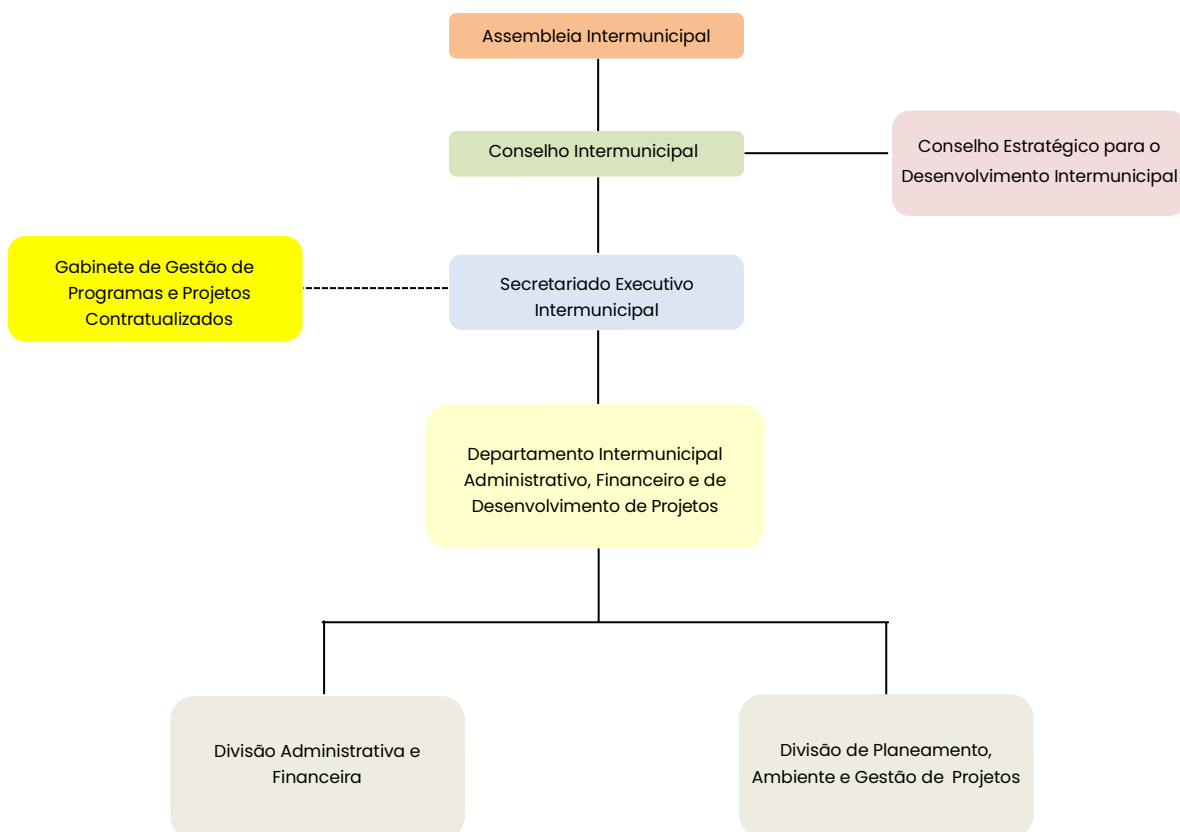 Assembleia Intermunicipal
Conselho Intermunicipal
Conselho Estratégico para o
Desenvolvimento Intermunicipal
Gabinete de Gestão de
Programas e Projetos
Contratualizados
Secretariado Executivo
Intermunicipal
Departamento Intermunicipal
Administrativo, Financeiro e de
Desenvolvimento de Projetos
Divisão Administrativa e
Financeira
Divisão de Planeamento,
Ambiente e Gestão de Projetos